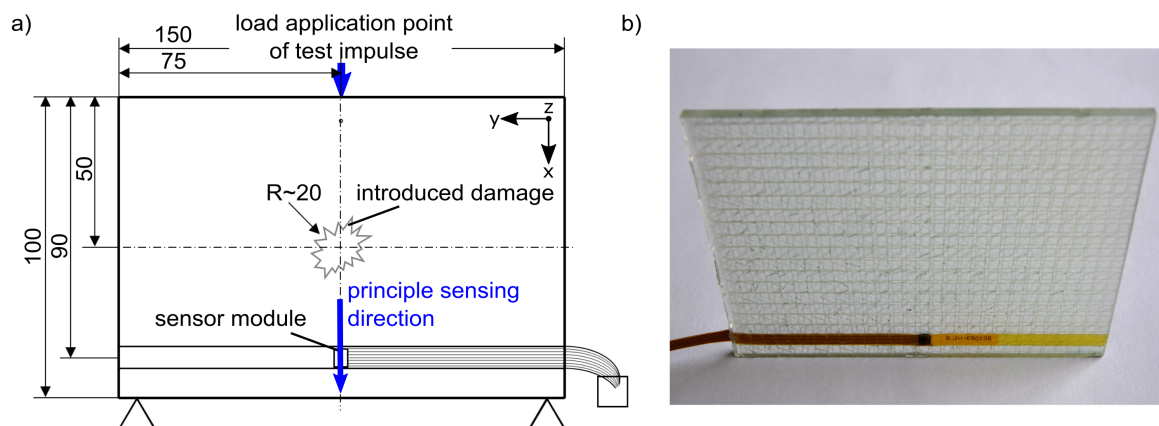 a)
150
load application point
of test impulse
75
b)
z
y
x
50
90
100
R~20
introduced damage
principle sensing
direction
sensor module